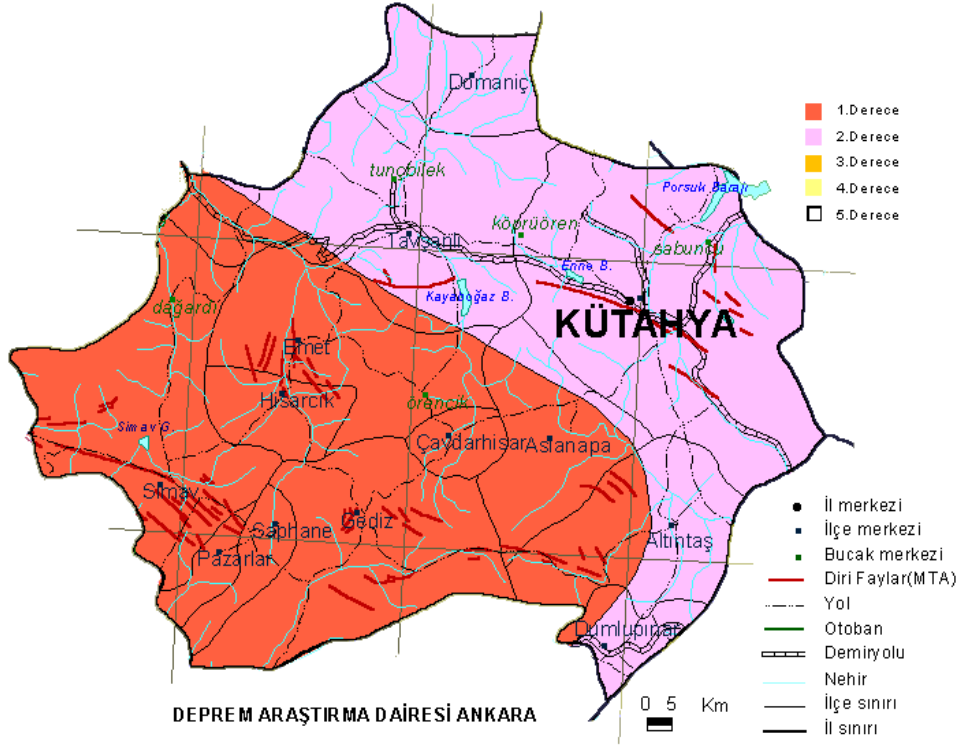 Domaniç
1.Derece
2.Derece
3.Derece
4.Derece
5.Derece
tunçbilek
Porsuk Barajı
köprüören
Tavşanlı
sabuncu
Enne B.
Kayaboğaz B.
dağardı
KÜTAHYA
Emet
Hisarcık
örencik
Simav G.
Çavdarhisar
Aslanapa
Simav
Gediz
Şaphane
Altıntaş
Pazarlar
Dumlupınar
İl merkezi
İlçe merkezi
Bucak merkezi
Diri Faylar(MTA)
Yol
Otoban
Demiryolu
Nehir
İlçe sınırı
İl sınırı
0 5 Km
DEPREM ARAŞTIRMA DAİRESİ ANKARA